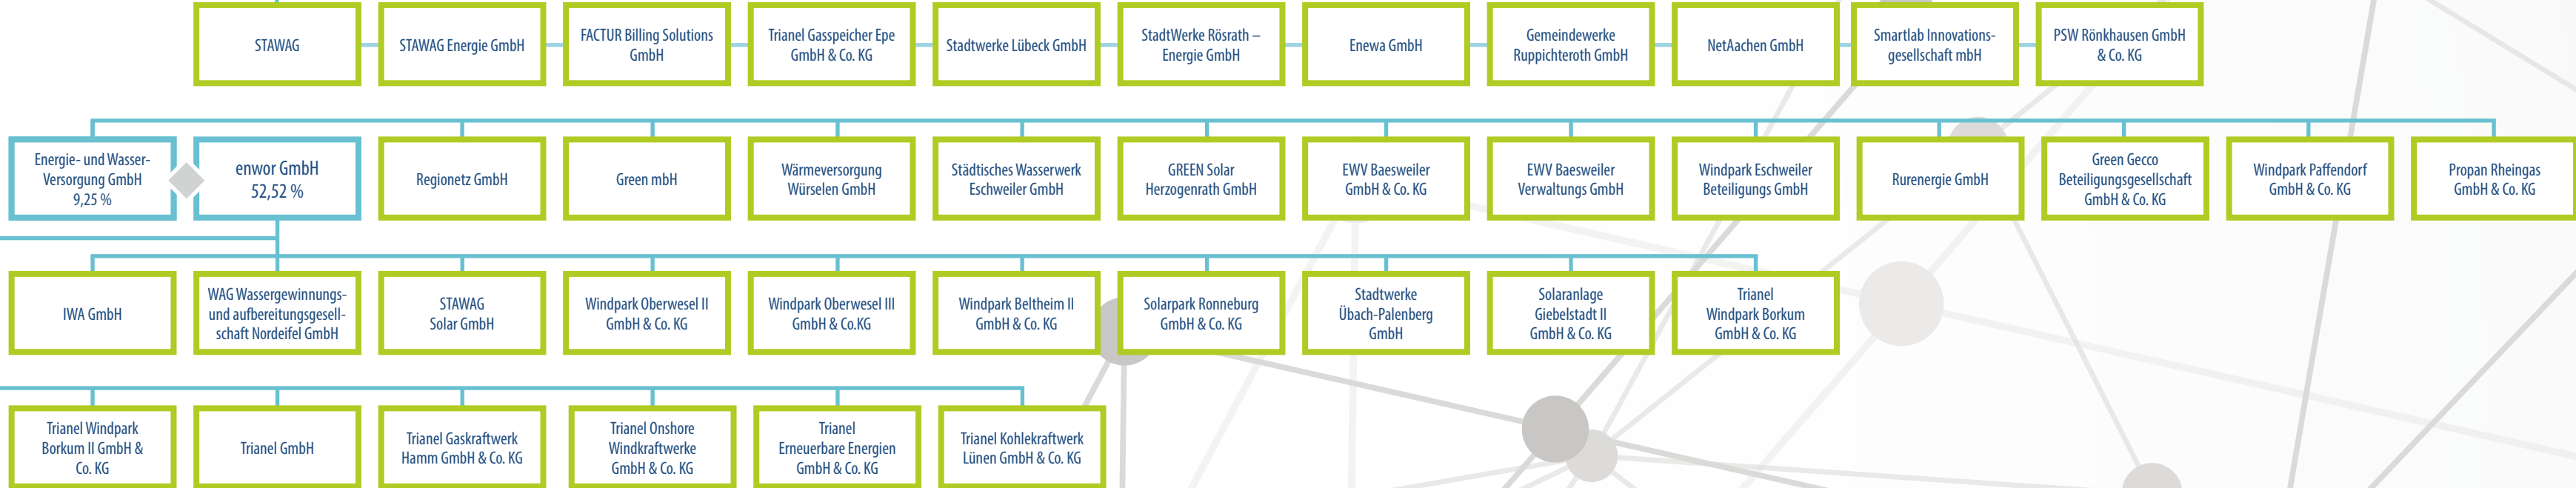 STAWAG
STAWAG Energie GmbH
FACTUR Billing Solutions
GmbH
Trianel Gasspeicher Epe
GmbH & Co. KG
Stadtwerke Lübeck GmbH
StadtWerke Rösrath –
Energie GmbH
Enewa GmbH
Gemeindewerke
Ruppichteroth GmbH
NetAachen GmbH
Smartlab Innovations-
gesellschaft mbH
PSW Rönkhausen GmbH
& Co. KG
Energie- und Wasser-
Versorgung GmbH
9,25 %
enwor GmbH
52,52 %
Regionetz GmbH
Green mbH
Wärmeversorgung
Würselen GmbH
Städtisches Wasserwerk
Eschweiler GmbH
GREEN Solar
Herzogenrath GmbH
EWV Baesweiler
GmbH & Co. KG
EWV Baesweiler
Verwaltungs GmbH
Windpark Eschweiler
Beteiligungs GmbH
Rurenergie GmbH
Green Gecco
Beteiligungsgesellschaft
GmbH & Co. KG
Windpark Paffendorf
GmbH & Co. KG
Propan Rheingas
GmbH & Co. KG
IWA GmbH
WAG Wassergewinnungs-
und aufbereitungsgesell-
schaft Nordeifel GmbH
STAWAG
Solar GmbH
Windpark Oberwesel II
GmbH & Co. KG
Windpark Oberwesel III
GmbH & Co.KG
Windpark Beltheim II
GmbH & Co. KG
Solarpark Ronneburg
GmbH & Co. KG
Stadtwerke
Übach-Palenberg
GmbH
Solaranlage
Giebelstadt II
GmbH & Co. KG
Trianel
Windpark Borkum
GmbH & Co. KG
Trianel Windpark
Borkum II GmbH &
Co. KG
Trianel GmbH
Trianel Gaskraftwerk
Hamm GmbH & Co. KG
Trianel Onshore
Windkraftwerke
GmbH & Co. KG
Trianel
Erneuerbare Energien
GmbH & Co. KG
Trianel Kohlekraftwerk
Lünen GmbH & Co. KG